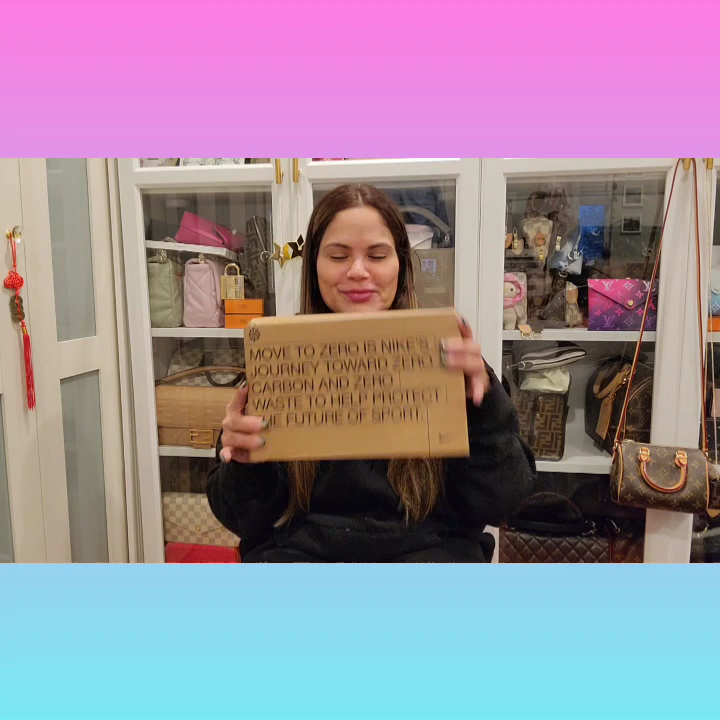 MOVE TO ZERO IS NIKE'S
JOURNEY TOWARD ZERO
CARBON AND ZERO
WASTE TO HELP PROTECT
THE FUTURE OF SPORT.